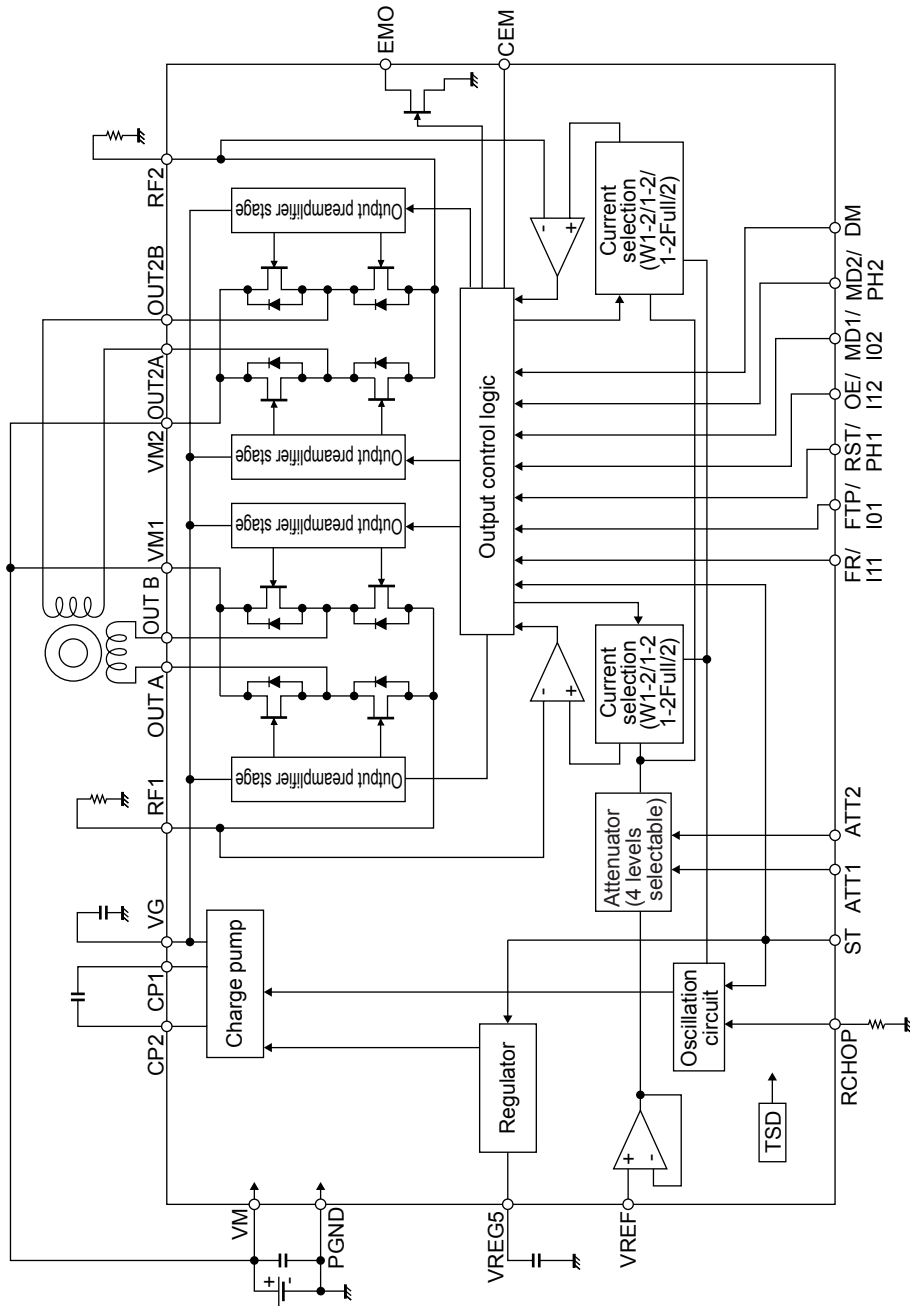 EMO
CEM
RF2
OUT2B
OUT2A
VM2
VM1
OUT B
OUT A
RF1
VG
CP1
CP2
Output preamplifier
stage
Output preamplifier
stage
Output preamplifier
stage
Output preamplifier
stage
Output control logic
-
+
-
+
Current
selection
(W1-2/1-2/
1-2Full/2)
Current
selection
(W1-2/1-2
1-2Full/2)
Attenuator
(4 levels
selectable)
Charge pump
Regulator
Oscillation
circuit
TSD
+
-
DM
MD2/
PH2
MD1/
I02
OE/
I12
RST/
PH1
FTP/
I01
FR/
I11
ATT2
ATT1
ST
RCHOP
VM
PGND
VREG5
VREF
+
-